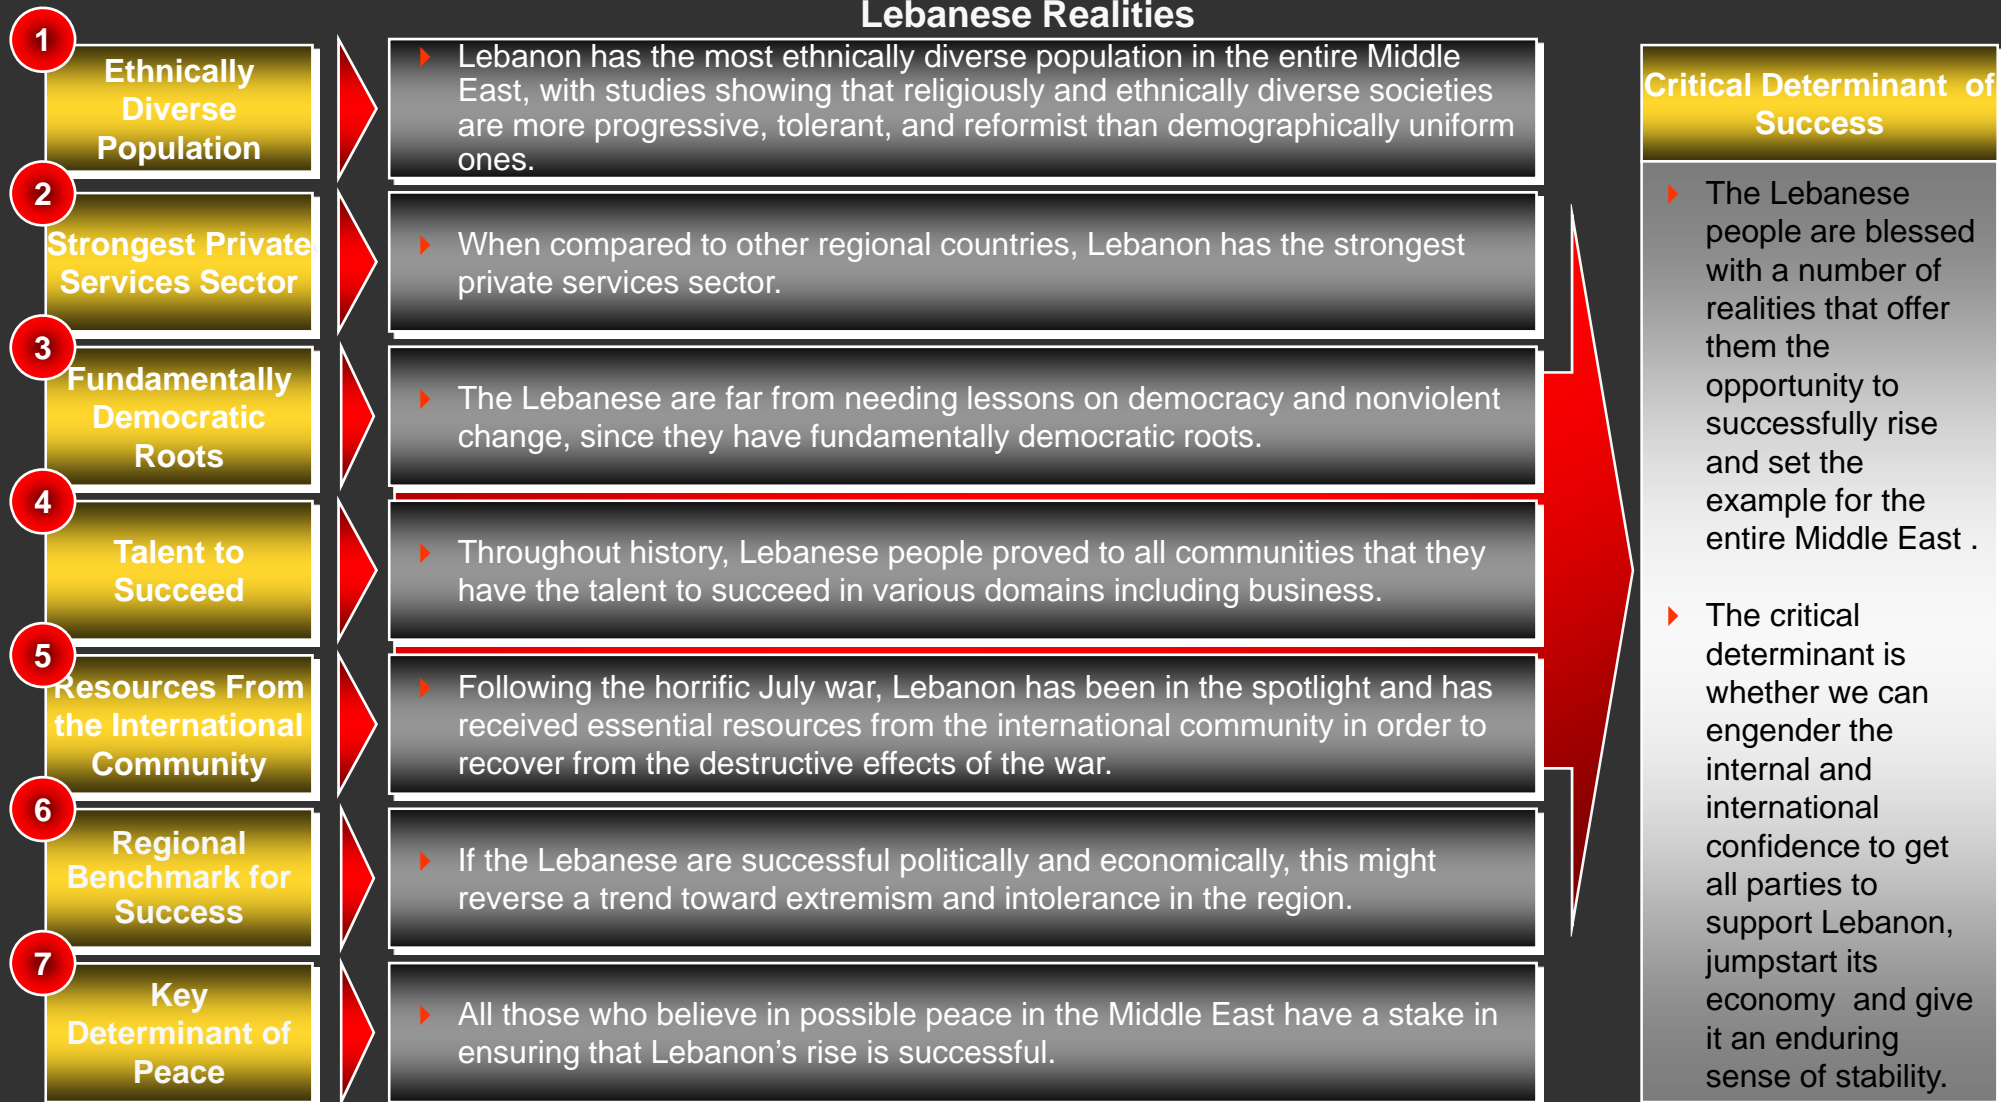 Lebanese Realities
1
Ethnically
Diverse
Population
Lebanon has the most ethnically diverse population in the entire Middle
East, with studies showing that religiously and ethnically diverse societies
are more progressive, tolerant, and reformist than demographically uniform
ones.
2
Strongest Private
Services Sector
When compared to other regional countries, Lebanon has the strongest
private services sector.
3
Fundamentally
Democratic
Roots
The Lebanese are far from needing lessons on democracy and nonviolent
change, since they have fundamentally democratic roots.
4
Talent to
Succeed
Throughout history, Lebanese people proved to all communities that they
have the talent to succeed in various domains including business.
5
Resources From
the International
Community
Following the horrific July war, Lebanon has been in the spotlight and has
received essential resources from the international community in order to
recover from the destructive effects of the war.
6
Regional
Benchmark for
Success
If the Lebanese are successful politically and economically, this might
reverse a trend toward extremism and intolerance in the region.
7
Key
Determinant of
Peace
All those who believe in possible peace in the Middle East have a stake in
ensuring that Lebanon’s rise is successful.
Critical Determinant of
Success
The Lebanese
people are blessed
with a number of
realities that offer
them the
opportunity to
successfully rise
and set the
example for the
entire Middle East .
The critical
determinant is
whether we can
engender the
internal and
international
confidence to get
all parties to
support Lebanon,
jumpstart its
economy and give
it an enduring
sense of stability.